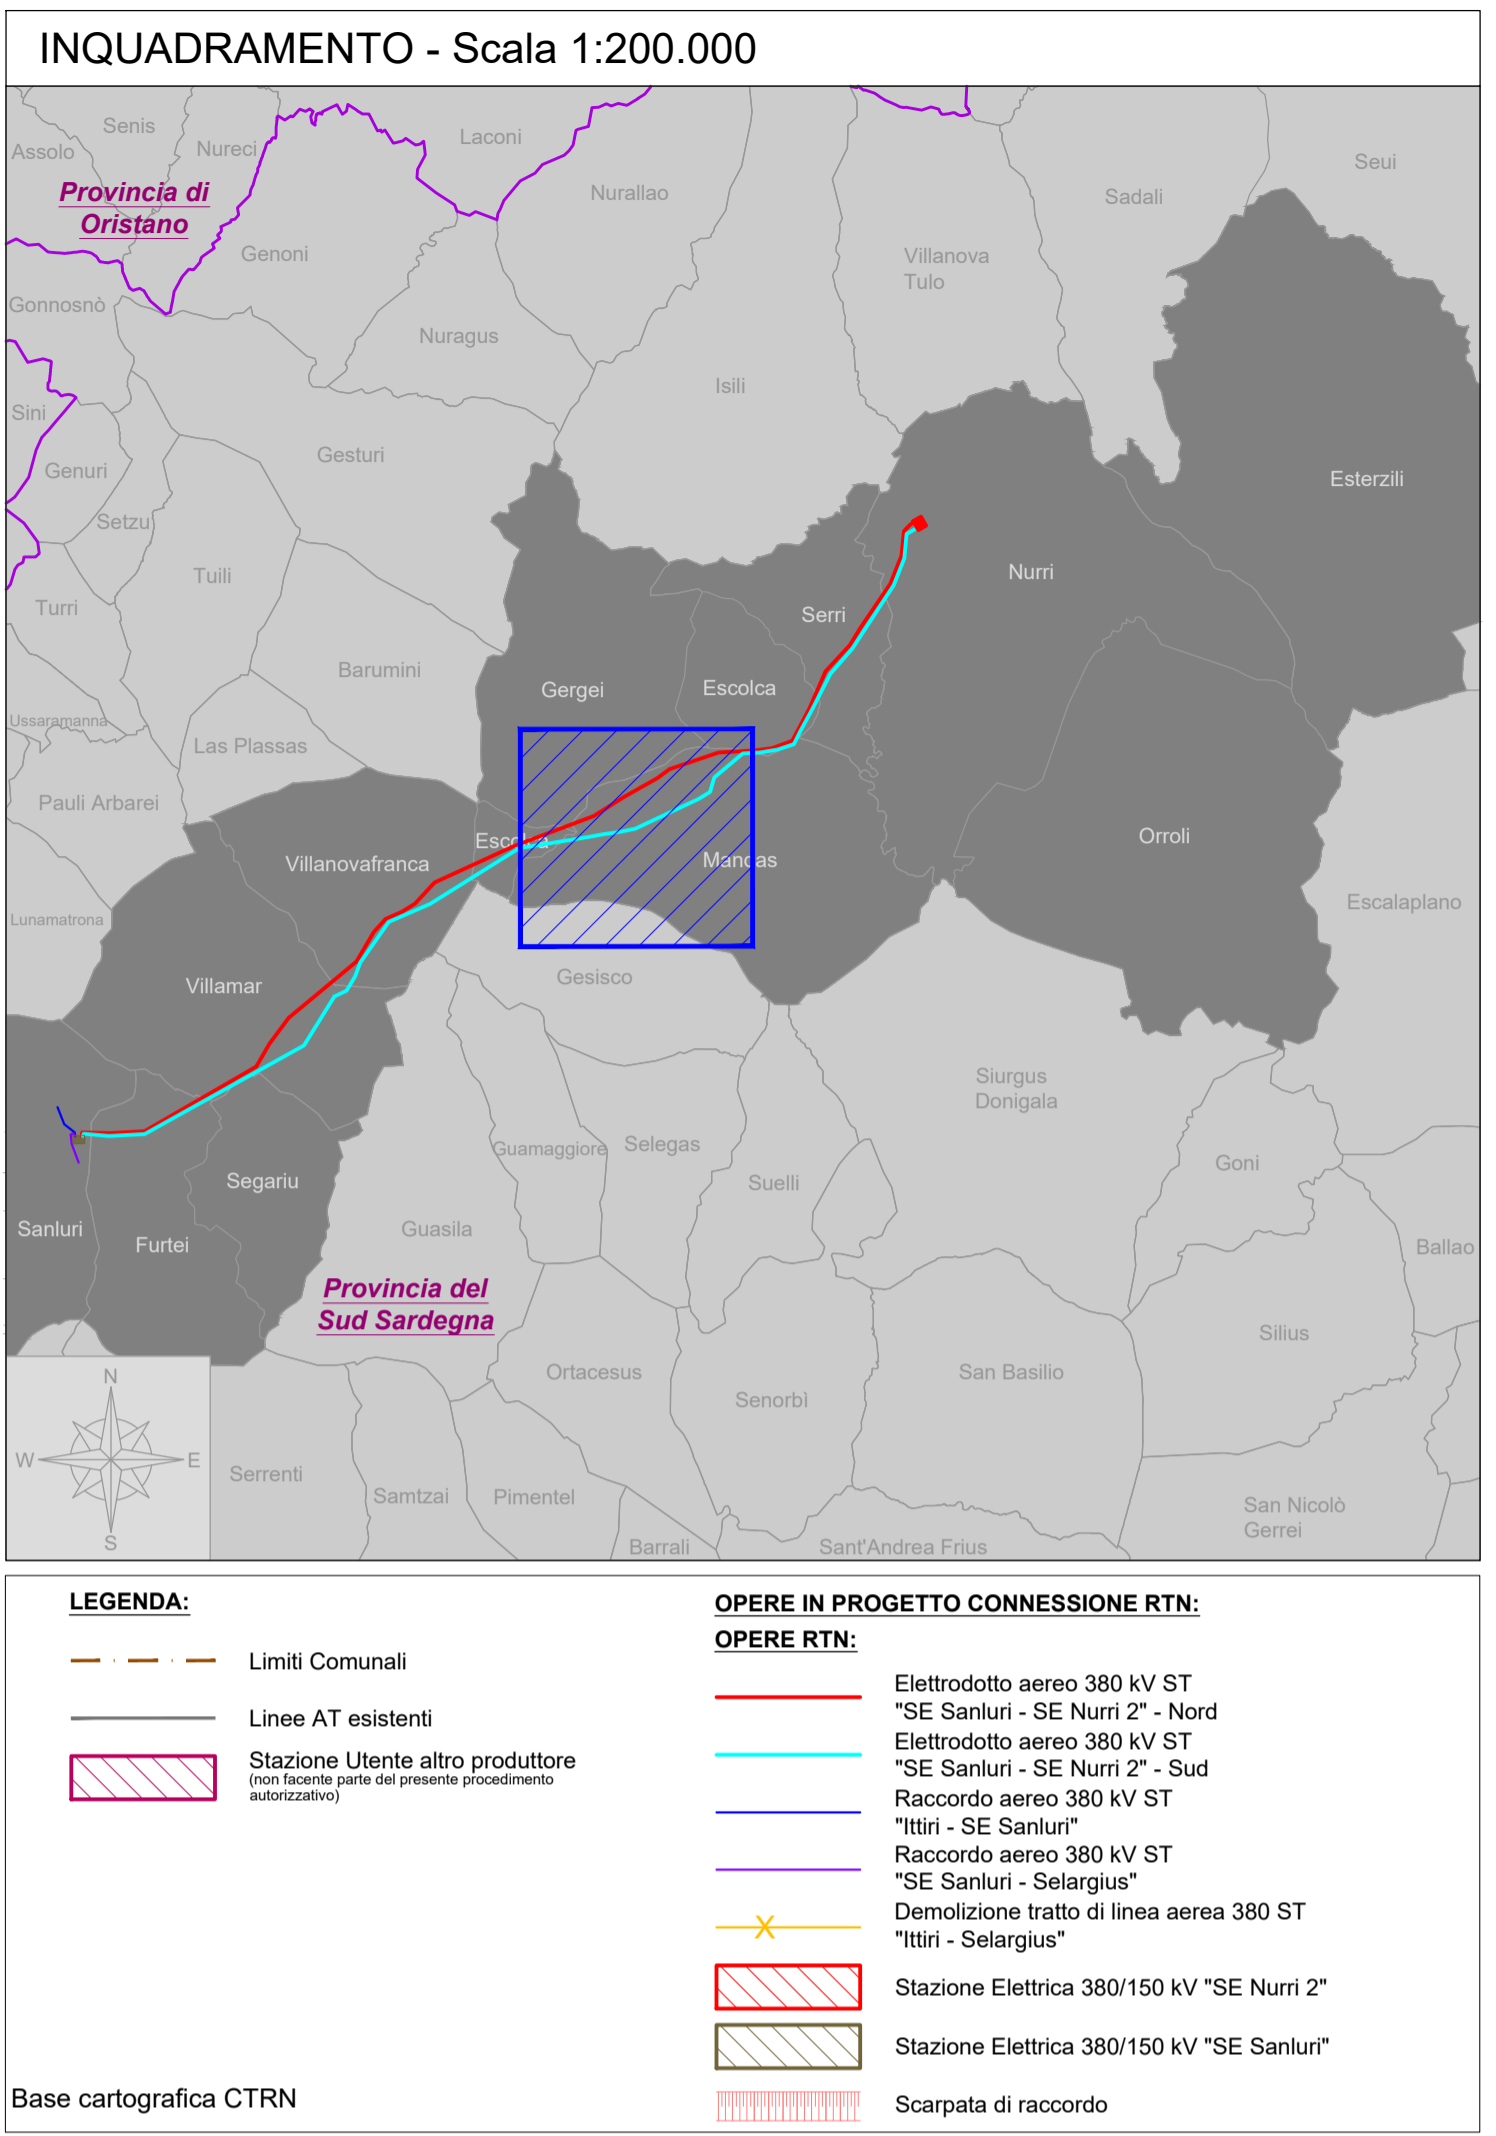 INQUADRAMENTO - Scala 1:200.000
Senis
Assolo
Nureci
Laconi
Seui
Provincia di
Oristano
Nurallao
Sadali
Genoni
Villanova
Tulo
Gonnosnò
Nuragus
Isili
Sini
Gesturi
Genuri
Esterzili
Setzu
Tuili
Nurri
Turri
Serri
Barumini
Gergei
Escolca
Ussaramanna
Las Plassas
Pauli Arbarei
Escolca
Orroli
Villanovafranca
Mandas
Escalaplano
Lunamatrona
Gesisco
Villamar
Siurgus
Donigala
Guamaggiore
Selegas
Goni
Segariu
Suelli
Sanluri
Guasila
Furtei
Ballao
Provincia del
Sud Sardegna
Silius
Ortacesus
San Basilio
Senorbì
N
W
E
S
Serrenti
Samtzai
Pimentel
San Nicolò
Gerrei
Barrali
Sant'Andrea Frius
LEGENDA:
Limiti Comunali
Linee AT esistenti
Stazione Utente altro produttore
(non facente parte del presente procedimento
autorizzativo)
Base cartografica CTRN
OPERE IN PROGETTO CONNESSIONE RTN:
OPERE RTN:
Elettrodotto aereo 380 kV ST
"SE Sanluri - SE Nurri 2" - Nord
Elettrodotto aereo 380 kV ST
"SE Sanluri - SE Nurri 2" - Sud
Raccordo aereo 380 kV ST
"Ittiri - SE Sanluri"
Raccordo aereo 380 kV ST
"SE Sanluri - Selargius"
X
Demolizione tratto di linea aerea 380 ST
"Ittiri - Selargius"
Stazione Elettrica 380/150 kV "SE Nurri 2"
Stazione Elettrica 380/150 kV "SE Sanluri"
Scarpata di raccordo